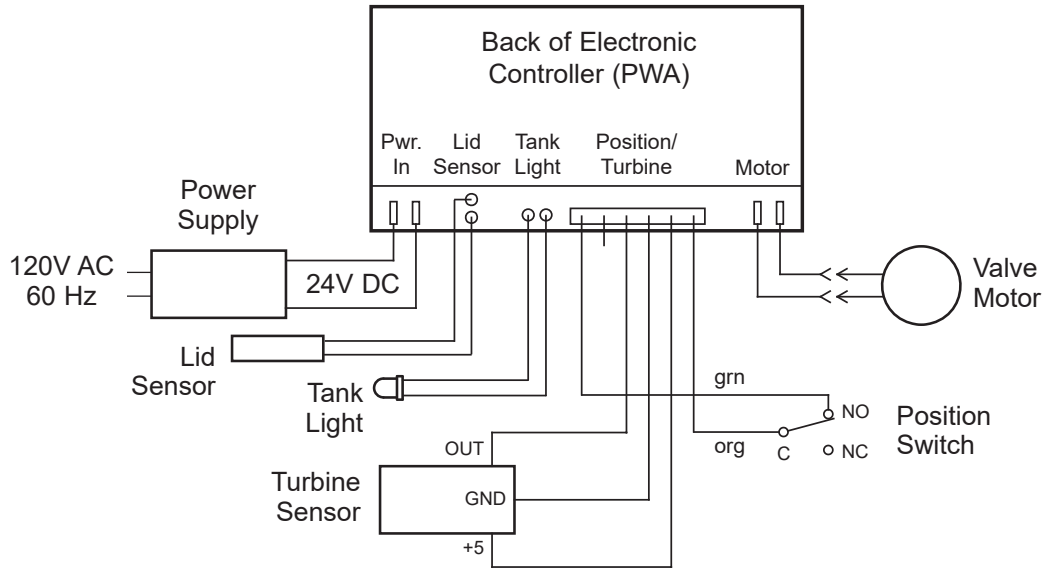 Back of Electronic
Controller (PWA)
Pwr.
In
Lid
Sensor
Tank
Light
Position/
Turbine
Motor
Power
Supply
120V AC
60 Hz
24V DC
Valve
Motor
Lid
Sensor
Tank
Light
grn
NO
org
C
NC
Position
Switch
OUT
Turbine
Sensor
GND
+5